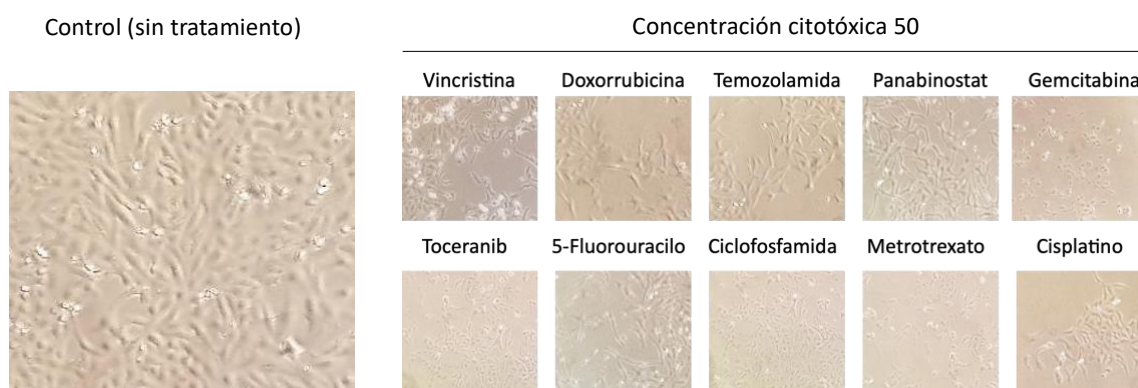 Control (sin tratamiento)
Concentración citotóxica 50
Vincristina Doxorrubicina Temozolamida Panabinostat Gemcitabina
Toceranib 5-Fluorouracilo Ciclofosfamida Metrotrexato Cisplatino